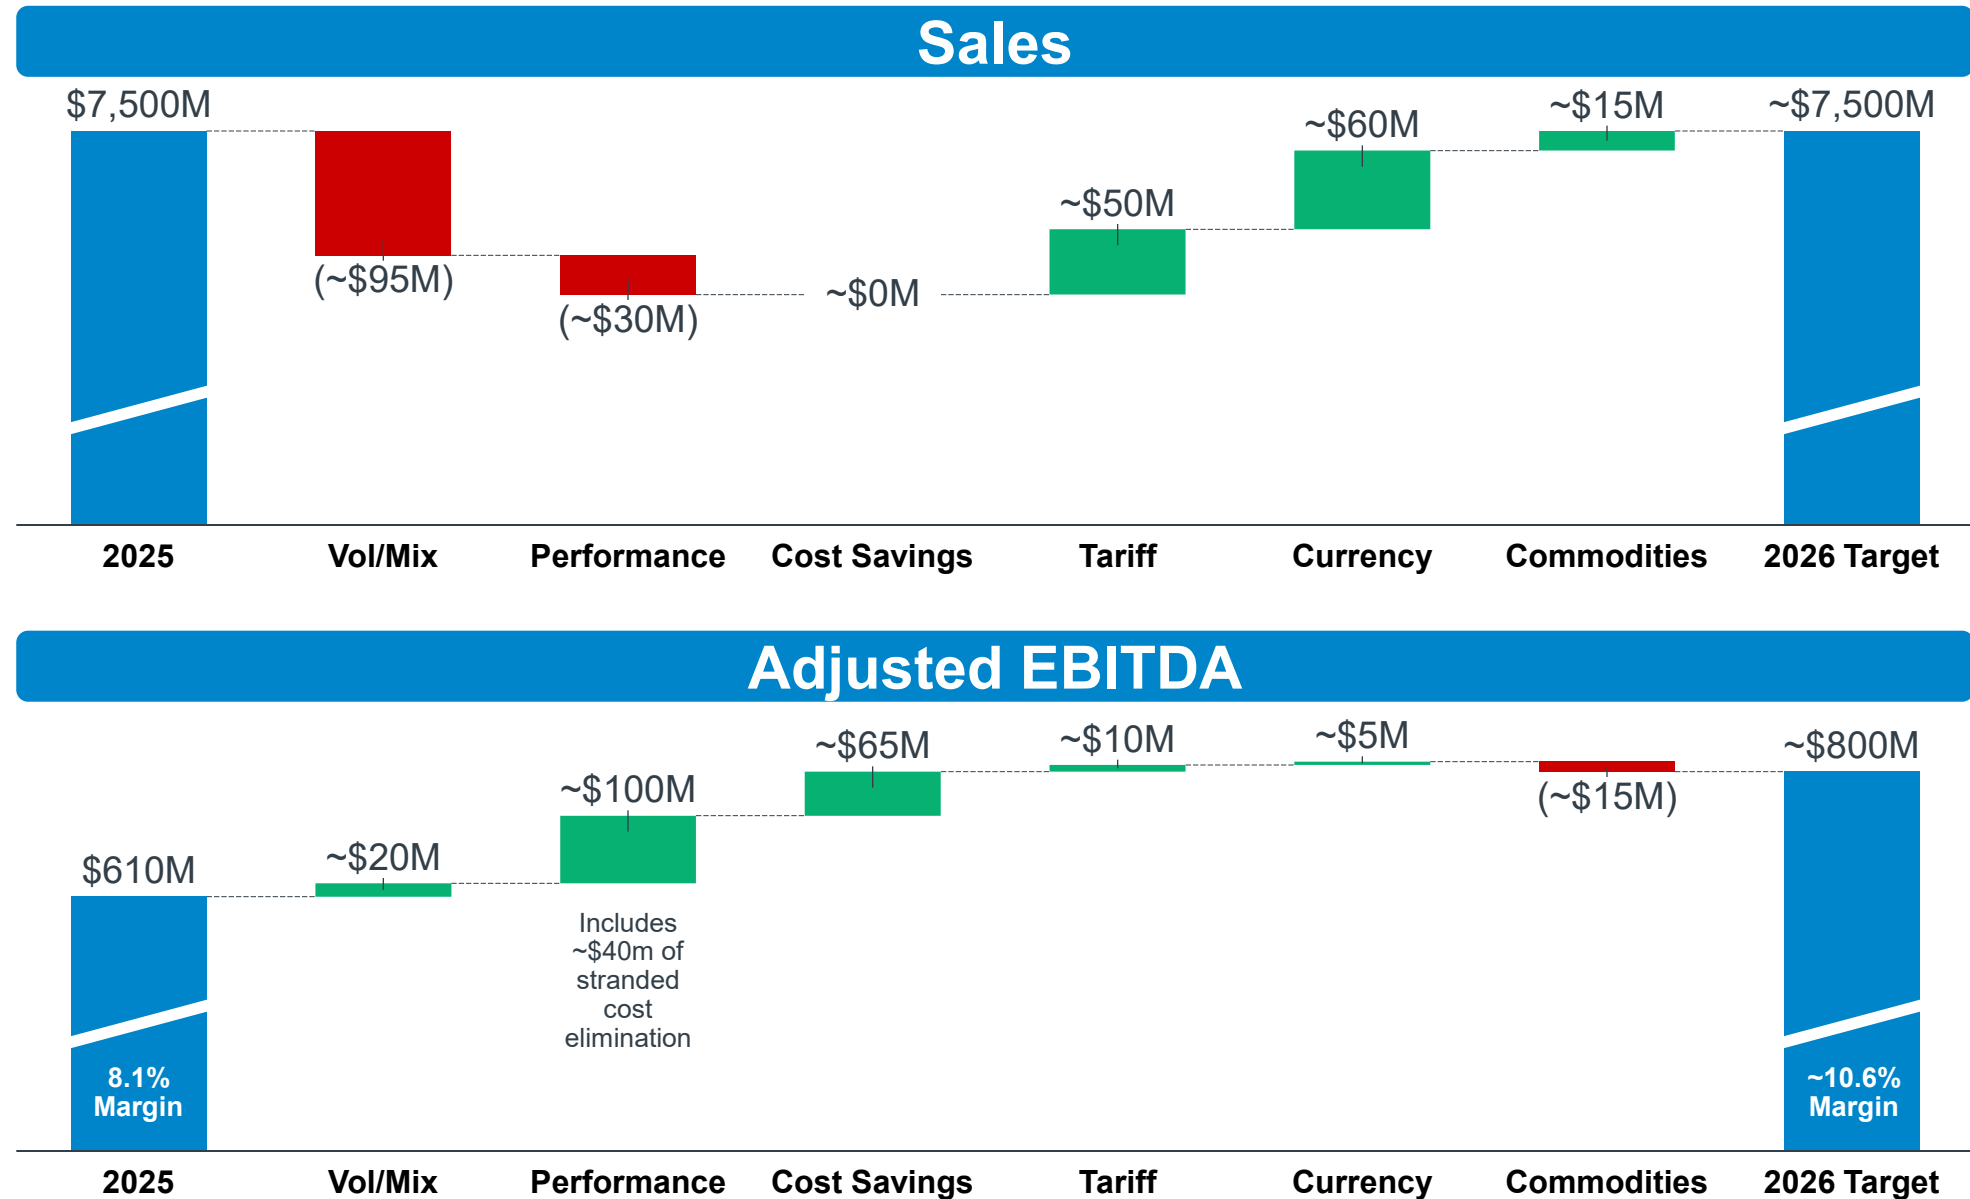 Sales
$7,500M
(~$95M)
(~$30M)
~$0M
~$50M
~$60M
~$15M
~$7,500M
2025
Vol/Mix
Performance
Cost Savings
Tariff
Currency
Commodities
2026 Target
Adjusted EBITDA
$610M
~$20M
~$100M
~$65M
~$10M
~$5M
(~$15M)
~$800M
Includes
~$40m of
stranded
cost
elimination
8.1%
Margin
~10.6%
Margin
2025
Vol/Mix
Performance
Cost Savings
Tariff
Currency
Commodities
2026 Target